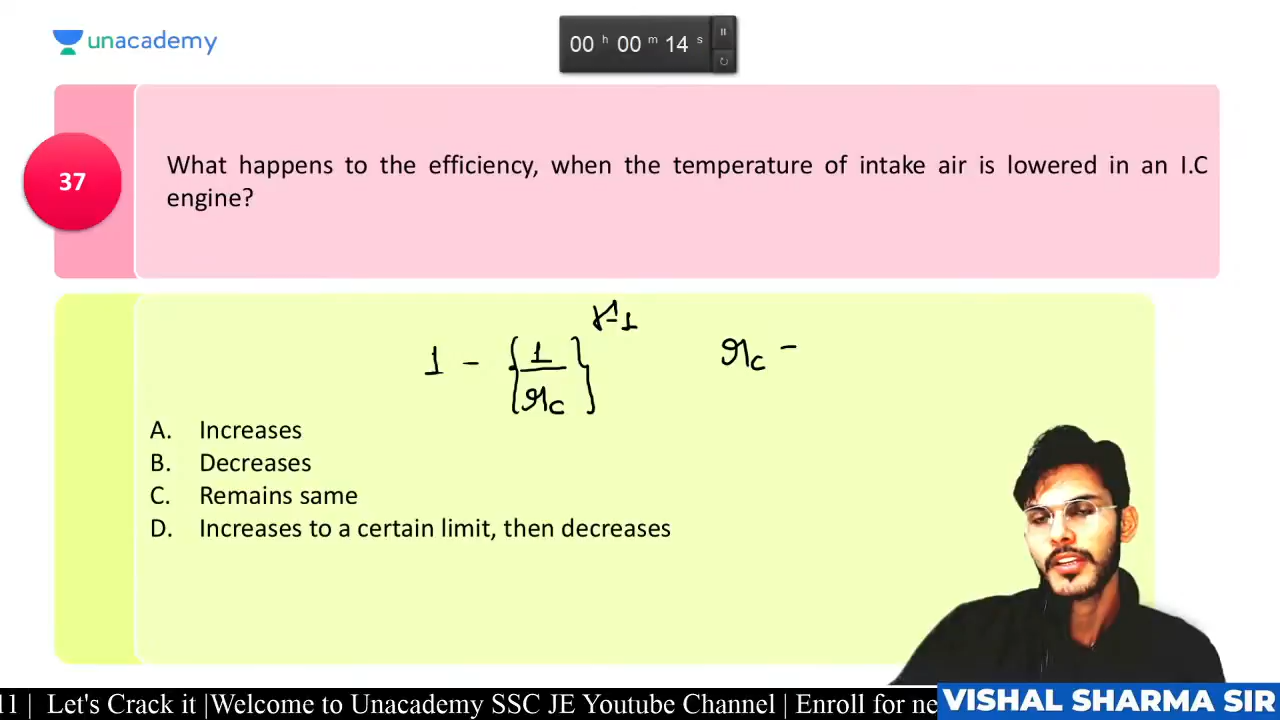 unacademy
00 h 00 m 14 s
37
What happens to the efficiency, when the temperature of intake air is lowered in an I.C
engine?
1 - {1/rc}^γ-1 rc =
A. Increases
B. Decreases
C. Remains same
D. Increases to a certain limit, then decreases
11 | Let's Crack it |Welcome to Unacademy SSC JE Youtube Channel | Enroll for ne
VISHAL SHARMA SIR